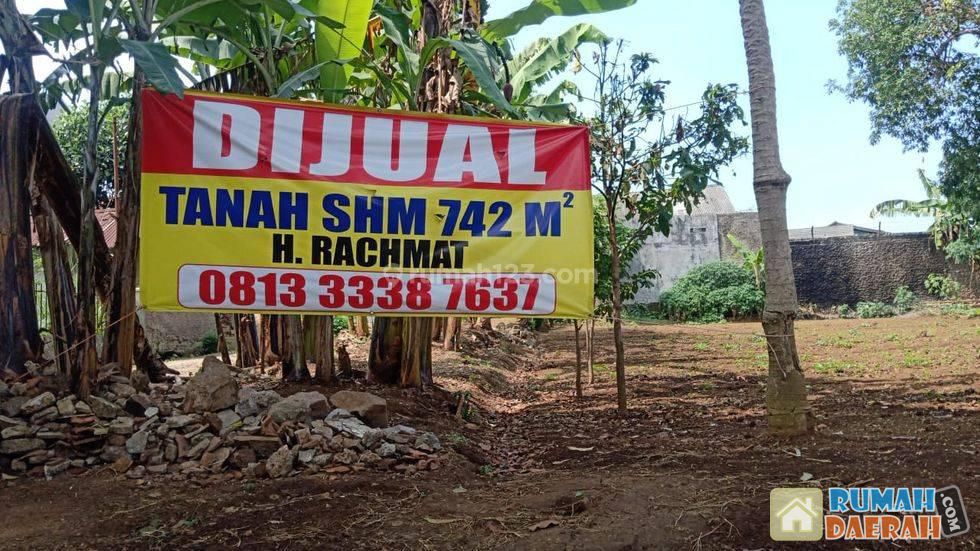 DIJUAL
TANAH SHM 742 M²
H. RACHMAT
0813 3338 7637
rumah123.com
RUMAH
DAERAH
.COM